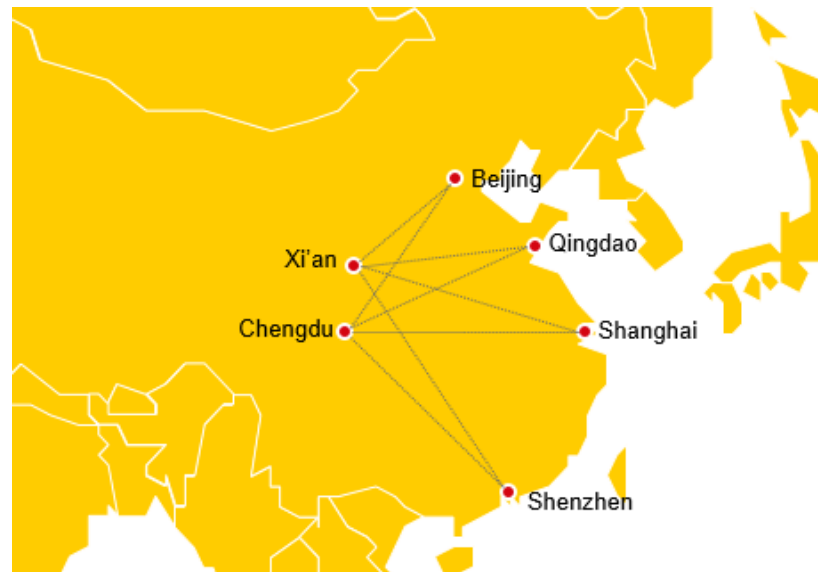 Beijing
Qingdao
Xi'an
Chengdu
Shanghai
Shenzhen